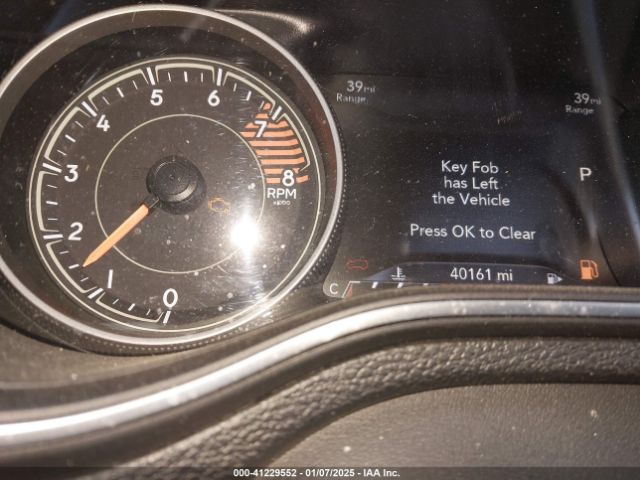 39mi
Range
39mi
Range
Key Fob
has Left
the Vehicle
Press OK to Clear
P
40161 mi
C
0
1
2
3
4
5
6
7
8
RPM
x1000
000-41229552 - 01/07/2025 - IAA Inc.